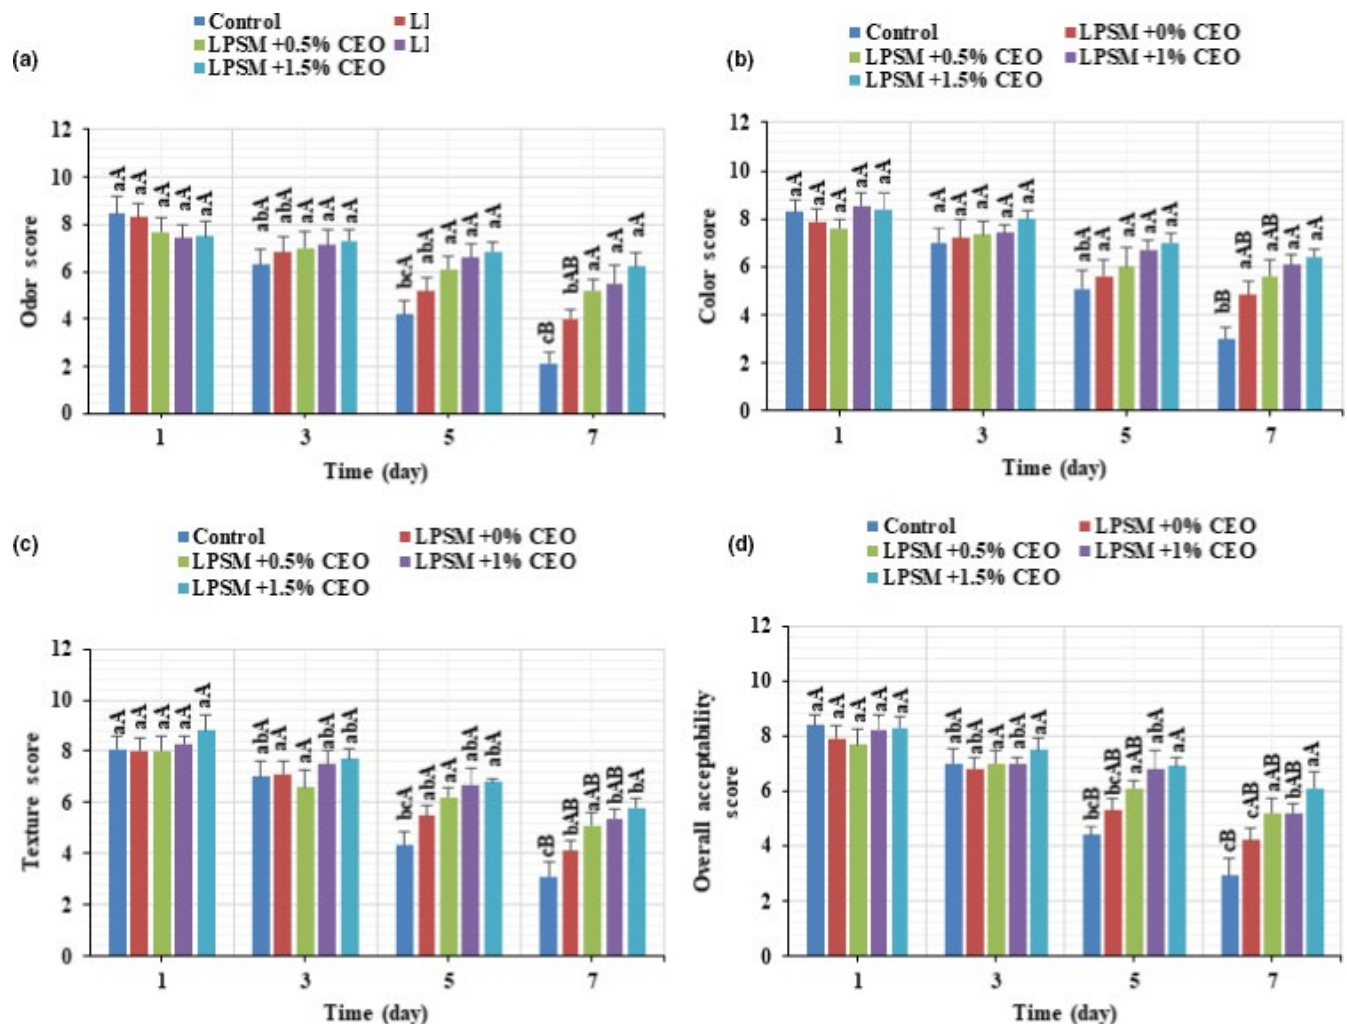 (a)
Control
LPSM +0.5% CEO
LPSM +1.5% CEO
12
10
8
6
4
2
0
Odor score
aA aA aA aA aA
abA abA aA aA aA
bcA abA aA aA aA
cB bAB aA aA aA
1 3 5 7
Time (day)
(b)
Control LPSM +0% CEO
LPSM +0.5% CEO LPSM +1% CEO
LPSM +1.5% CEO
12
10
8
6
4
2
0
Color score
aA aA aA aA aA
aA aA aA aA aA
abA aA aA aA aA
bB aAB aAB aA aA
1 3 5 7
Time (day)
(c)
Control LPSM +0% CEO
LPSM +0.5% CEO LPSM +1% CEO
LPSM +1.5% CEO
12
10
8
6
4
2
0
Texture score
aA aA aA aA aA
abA aA aA abA abA
bcA abA aA abA abA
cB bAB aAB bAB bA
1 3 5 7
Time (day)
(d)
Control LPSM +0% CEO
LPSM +0.5% CEO LPSM +1% CEO
LPSM +1.5% CEO
12
10
8
6
4
2
0
Overall acceptability
score
aA aA aA aA aA
abA abA aA abA aA
bcB bcAB aAB abA aA
cB cAB aAB bAB aA
1 3 5 7
Time (day)